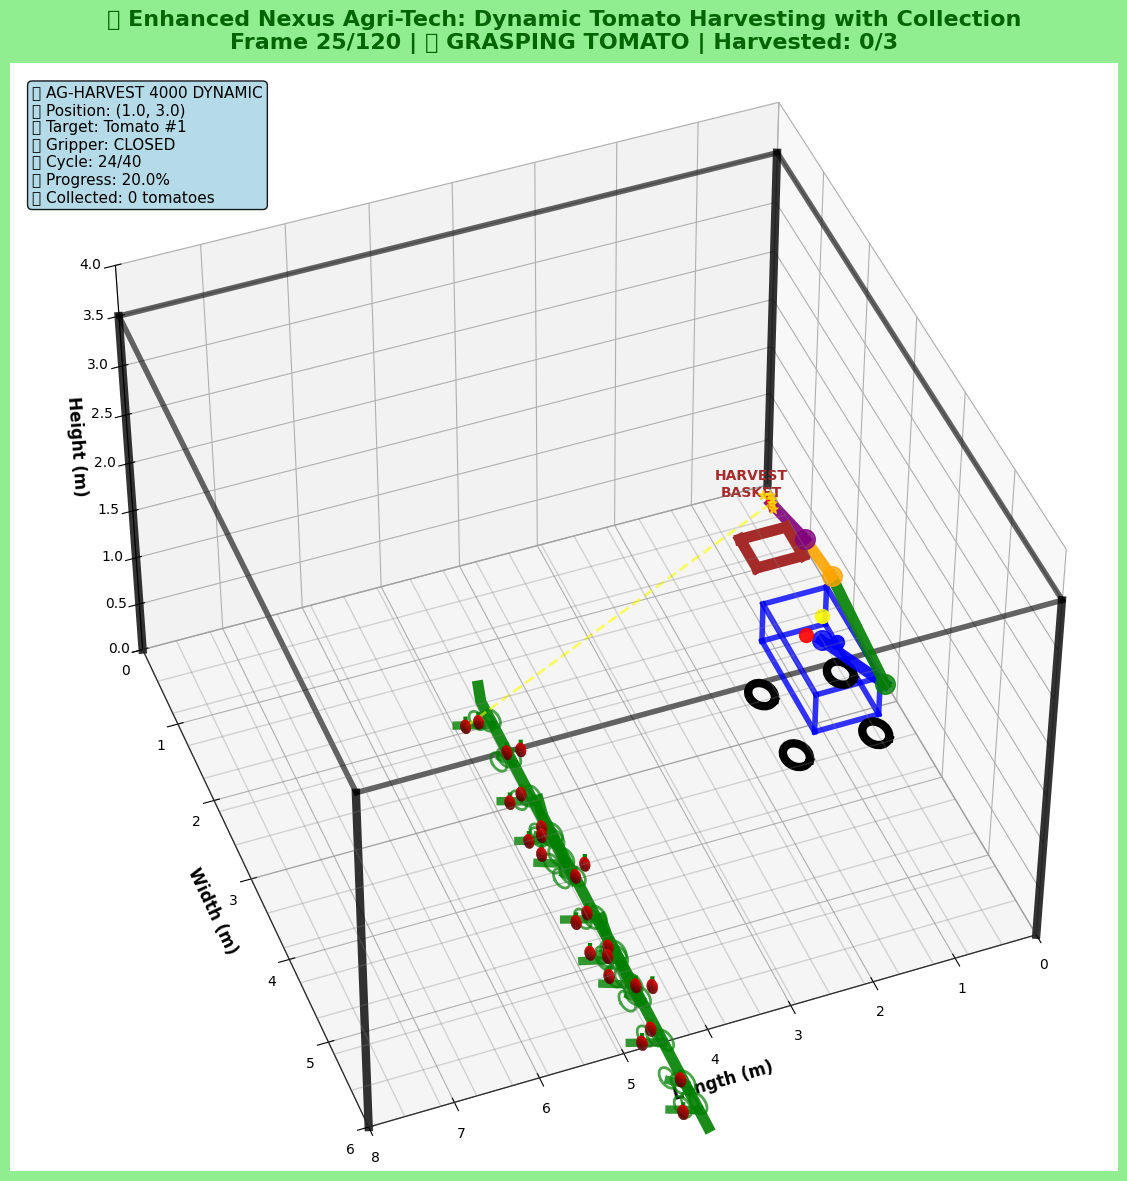 Enhanced Nexus Agri-Tech: Dynamic Tomato Harvesting with Collection
Frame 25/120 | GRASPING TOMATO | Harvested: 0/3
AG-HARVEST 4000 DYNAMIC
Position: (1.0, 3.0)
Target: Tomato #1
Gripper: CLOSED
Cycle: 24/40
Progress: 20.0%
Collected: 0 tomatoes
4.0
3.5
3.0
2.5
2.0
1.5
1.0
0.5
0.0
Height (m)
HARVEST
BASKET
0
1
2
3
4
5
6
Width (m)
8
7
6
5
4
3
2
1
0
Length (m)